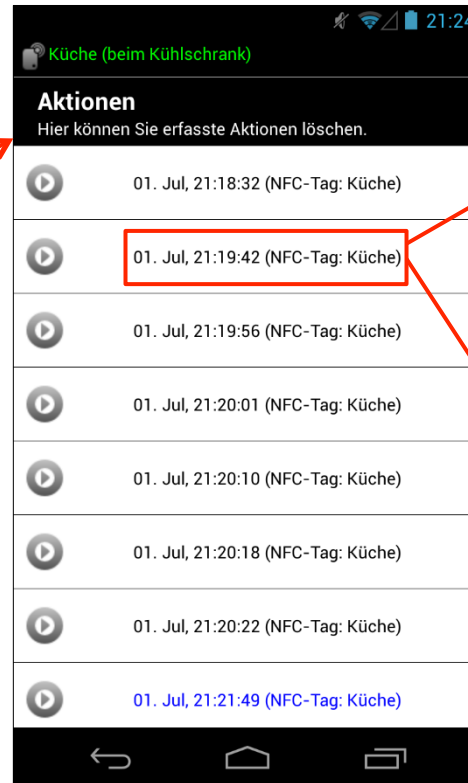 21:24
Küche (beim Kühlschrank)
Aktionen
Hier können Sie erfasste Aktionen löschen.
01. Jul, 21:18:32 (NFC-Tag: Küche)
01. Jul, 21:19:42 (NFC-Tag: Küche)
01. Jul, 21:19:56 (NFC-Tag: Küche)
01. Jul, 21:20:01 (NFC-Tag: Küche)
01. Jul, 21:20:10 (NFC-Tag: Küche)
01. Jul, 21:20:18 (NFC-Tag: Küche)
01. Jul, 21:20:22 (NFC-Tag: Küche)
01. Jul, 21:21:49 (NFC-Tag: Küche)